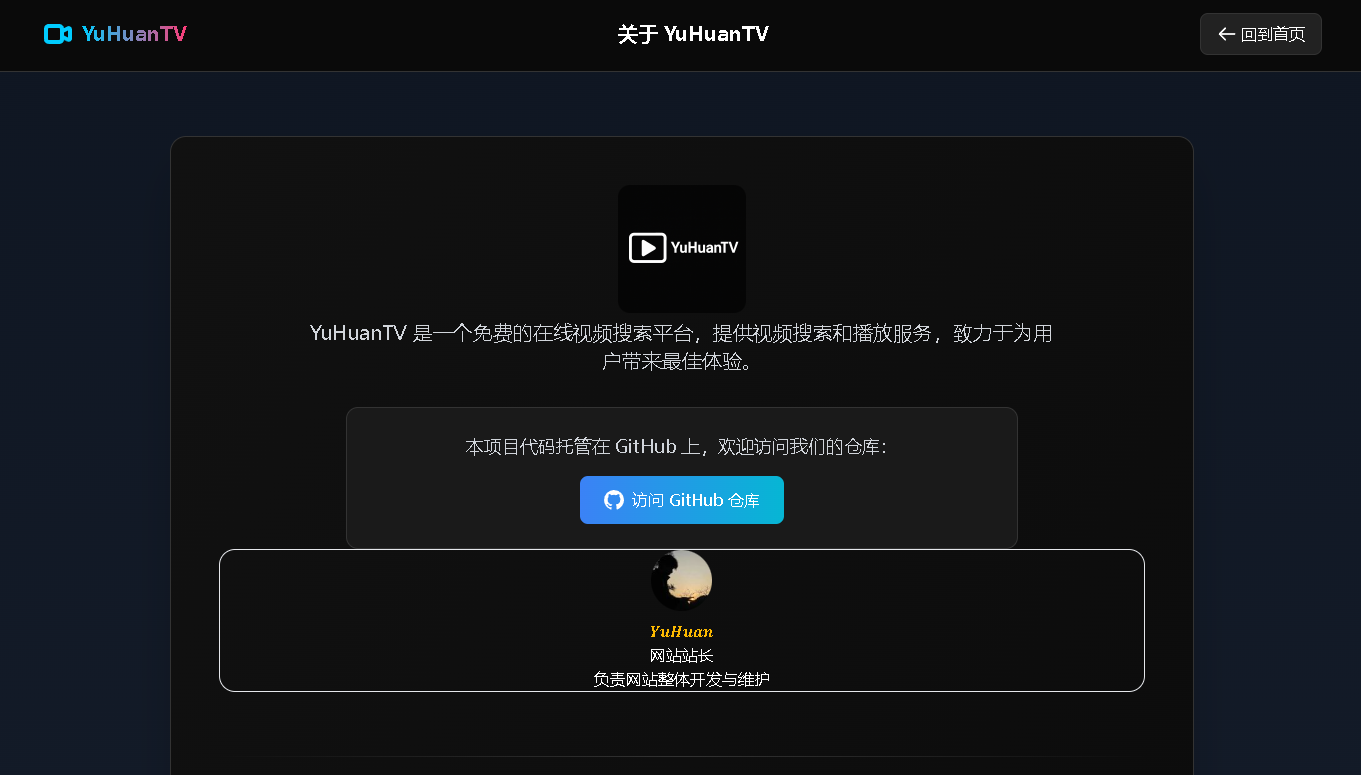 YuHuanTV
关于 YuHuanTV
回到首页
YuHuanTV
YuHuanTV 是一个免费的在线视频搜索平台，提供视频搜索和播放服务，致力于为用
户带来最佳体验。
本项目代码托管在 GitHub 上，欢迎访问我们的仓库：
访问 GitHub 仓库
YuHuan
网站站长
负责网站整体开发与维护